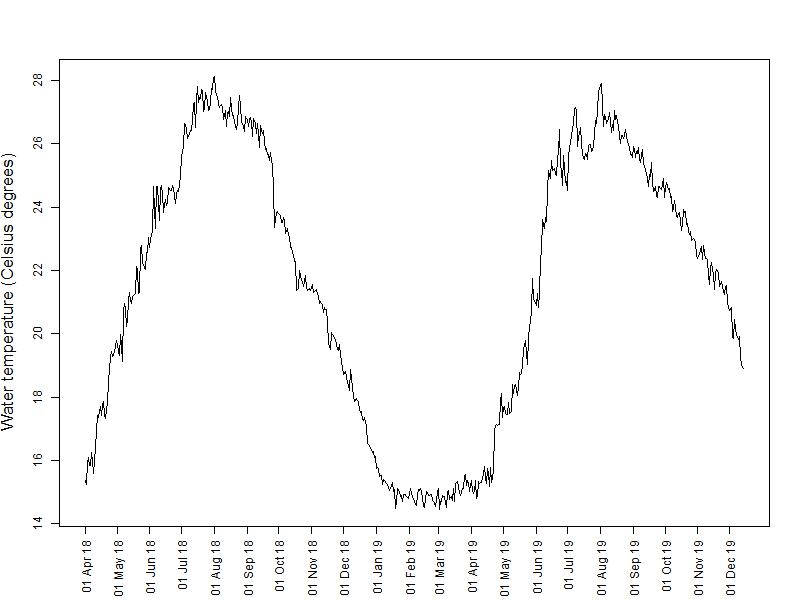 Water temperature (Celsius degrees)
28
26
24
22
20
18
16
14
01 Apr 18
01 May 18
01 Jun 18
01 Jul 18
01 Aug 18
01 Sep 18
01 Oct 18
01 Nov 18
01 Dec 18
01 Jan 19
01 Feb 19
01 Mar 19
01 Apr 19
01 May 19
01 Jun 19
01 Jul 19
01 Aug 19
01 Sep 19
01 Oct 19
01 Nov 19
01 Dec 19